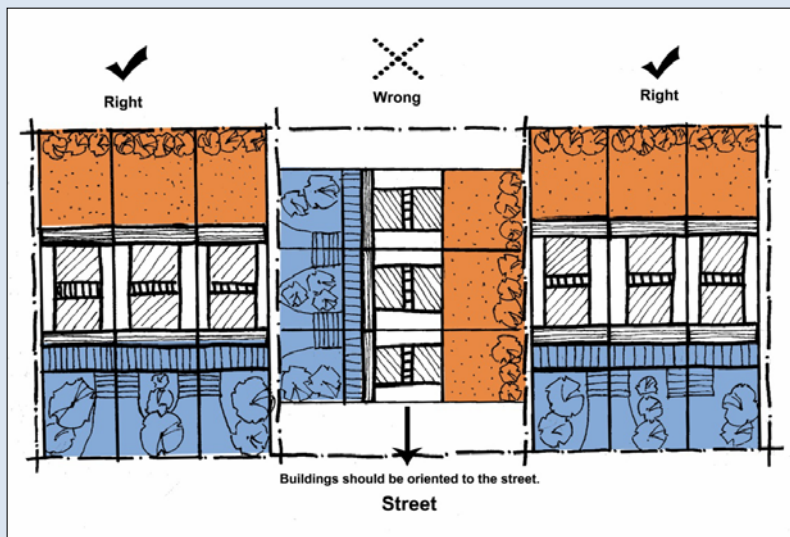 Right
Wrong
Right
Buildings should be oriented to the street.
Street